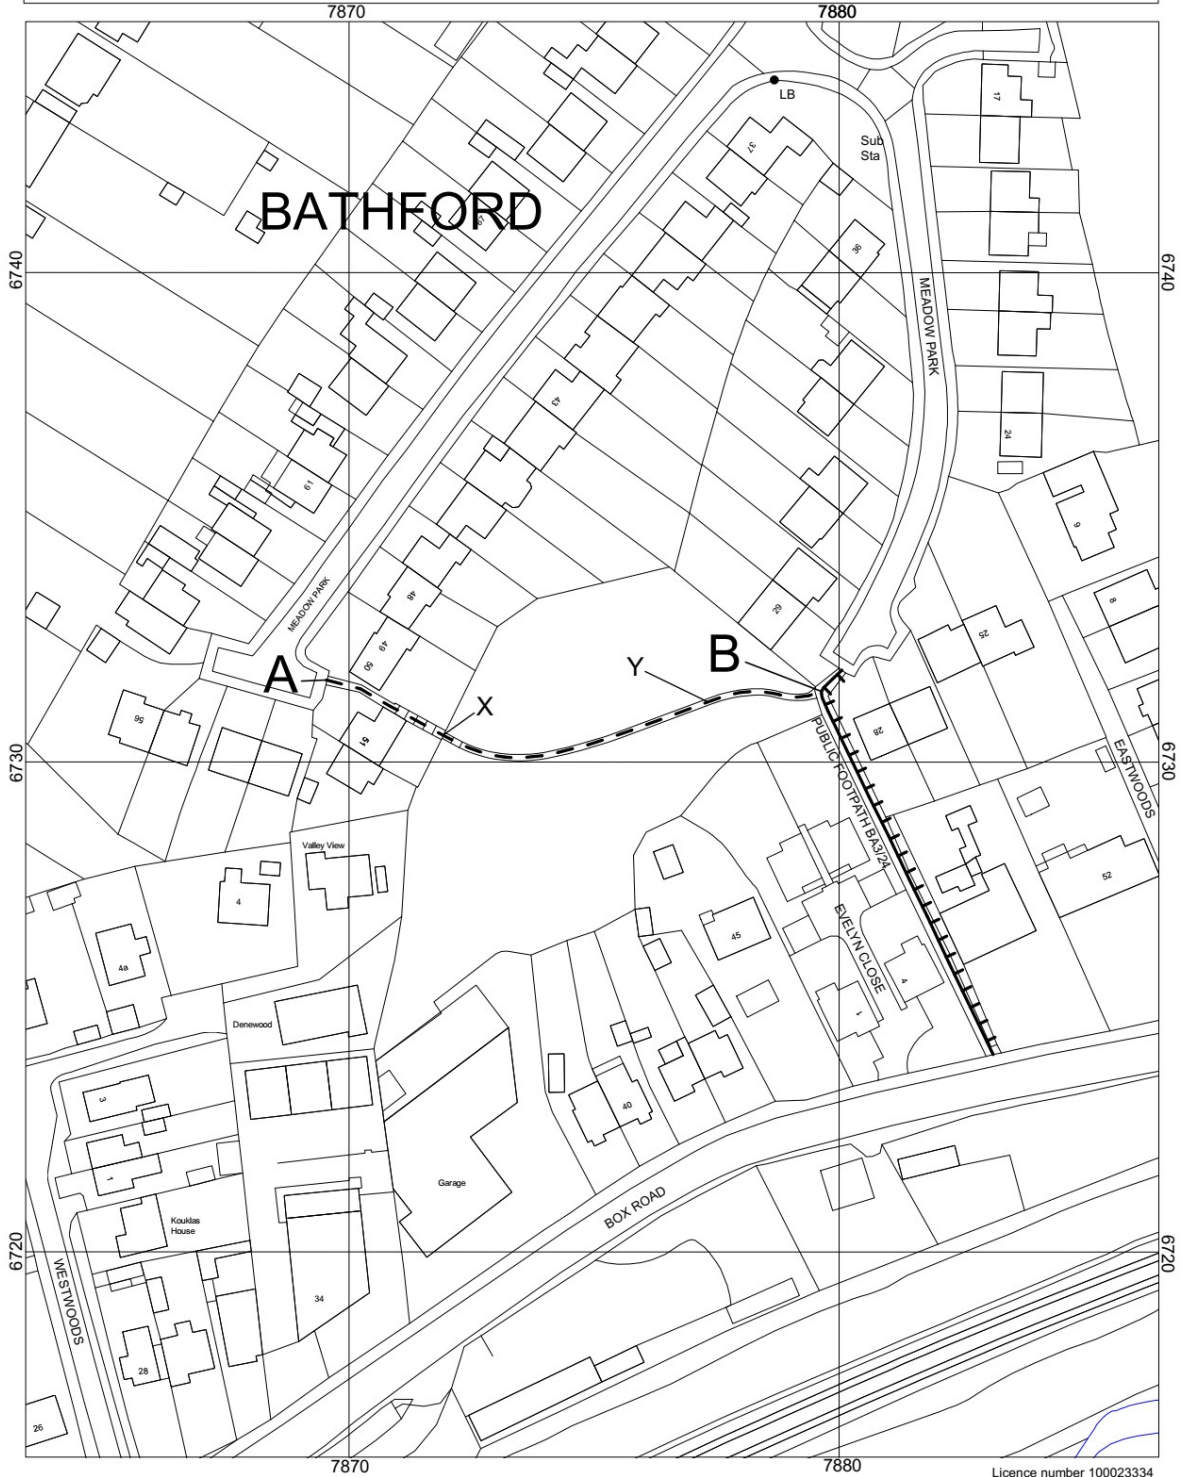 7870
7880
LB
17
37
Sub
Sta
BATHFORD
67
36
6740
6740
MEADOW PARK
43
24
61
9
MEADOW PARK
48
8
29
49
25
50
Y
B
A
X
56
51
28
PUBLIC FOOTPATH BA3/24
6730
6730
EASTWOODS
Valley View
4
52
45
EVELYN CLOSE
4a
4
1
Denewood
3
40
1
Garage
BOX ROAD
Kouklas
House
6720
6720
WESTWOODS
34
28
26
7870
7880
Licence number 100023334